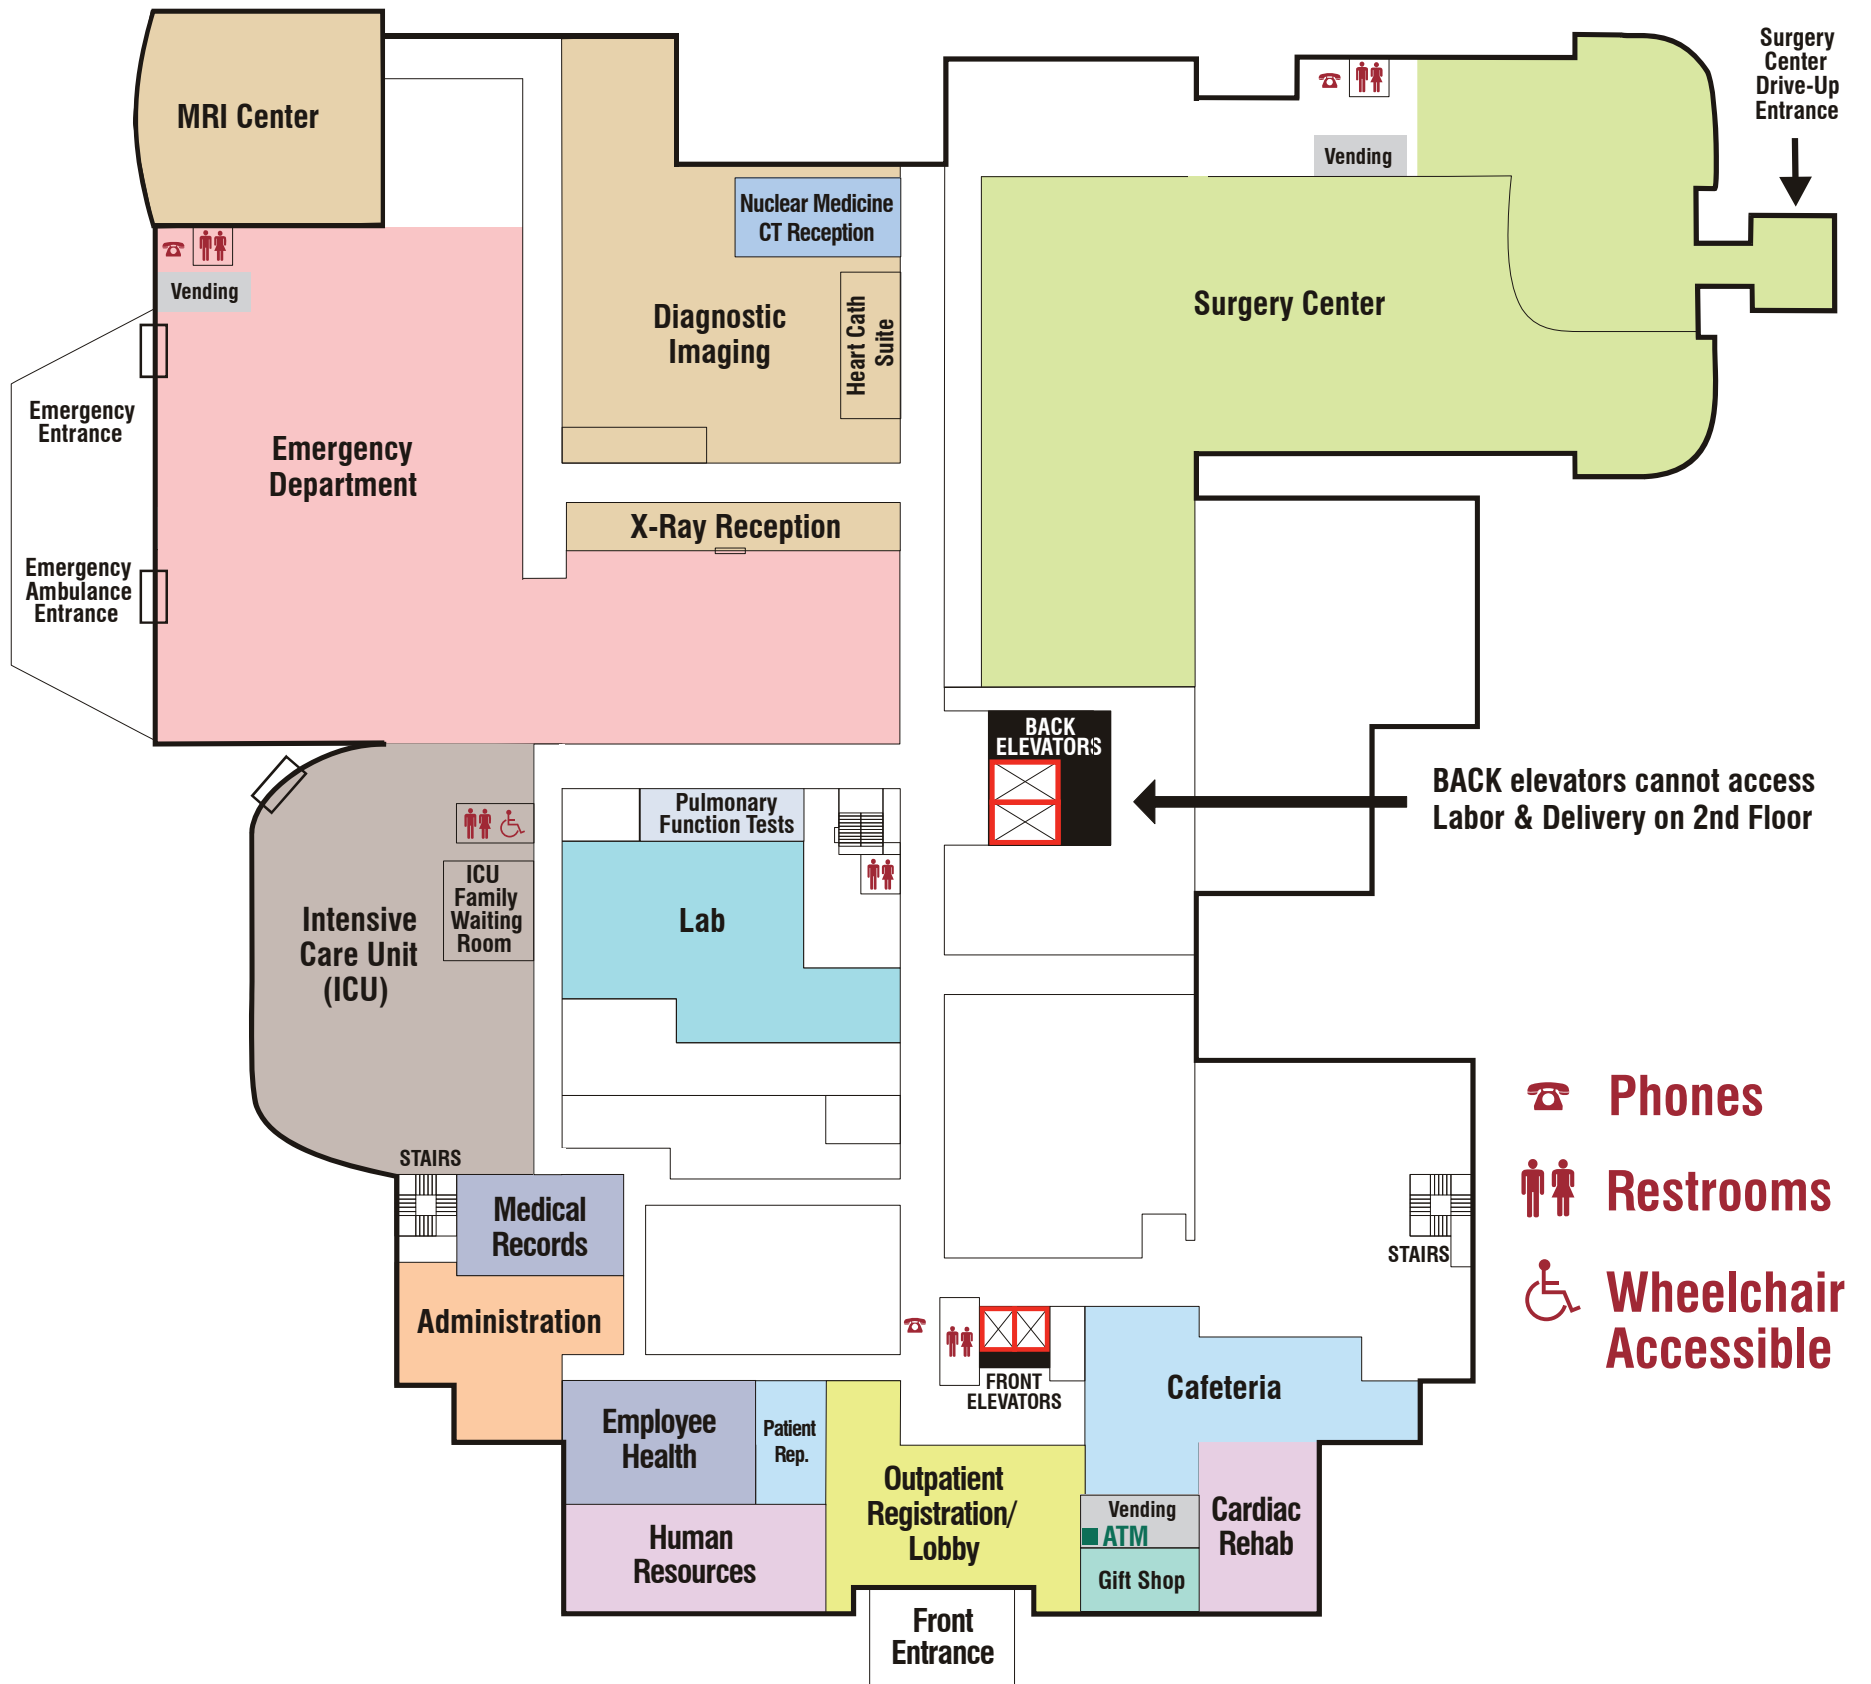 MRI Center
Surgery
Center
Drive-Up
Entrance
Vending
Nuclear Medicine
CT Reception
Vending
Diagnostic
Imaging
Heart Cath
Suite
Surgery Center
Emergency
Entrance
Emergency
Department
X-Ray Reception
Emergency
Ambulance
Entrance
BACK
ELEVATORS
BACK elevators cannot access
Labor & Delivery on 2nd Floor
Pulmonary
Function Tests
ICU
Family
Waiting
Room
Intensive
Care Unit
(ICU)
Lab
Phones
Restrooms
Wheelchair
Accessible
STAIRS
Medical
Records
STAIRS
Administration
FRONT
ELEVATORS
Cafeteria
Employee
Health
Patient
Rep.
Outpatient
Registration/
Lobby
Vending
ATM
Cardiac
Rehab
Human
Resources
Gift Shop
Front
Entrance